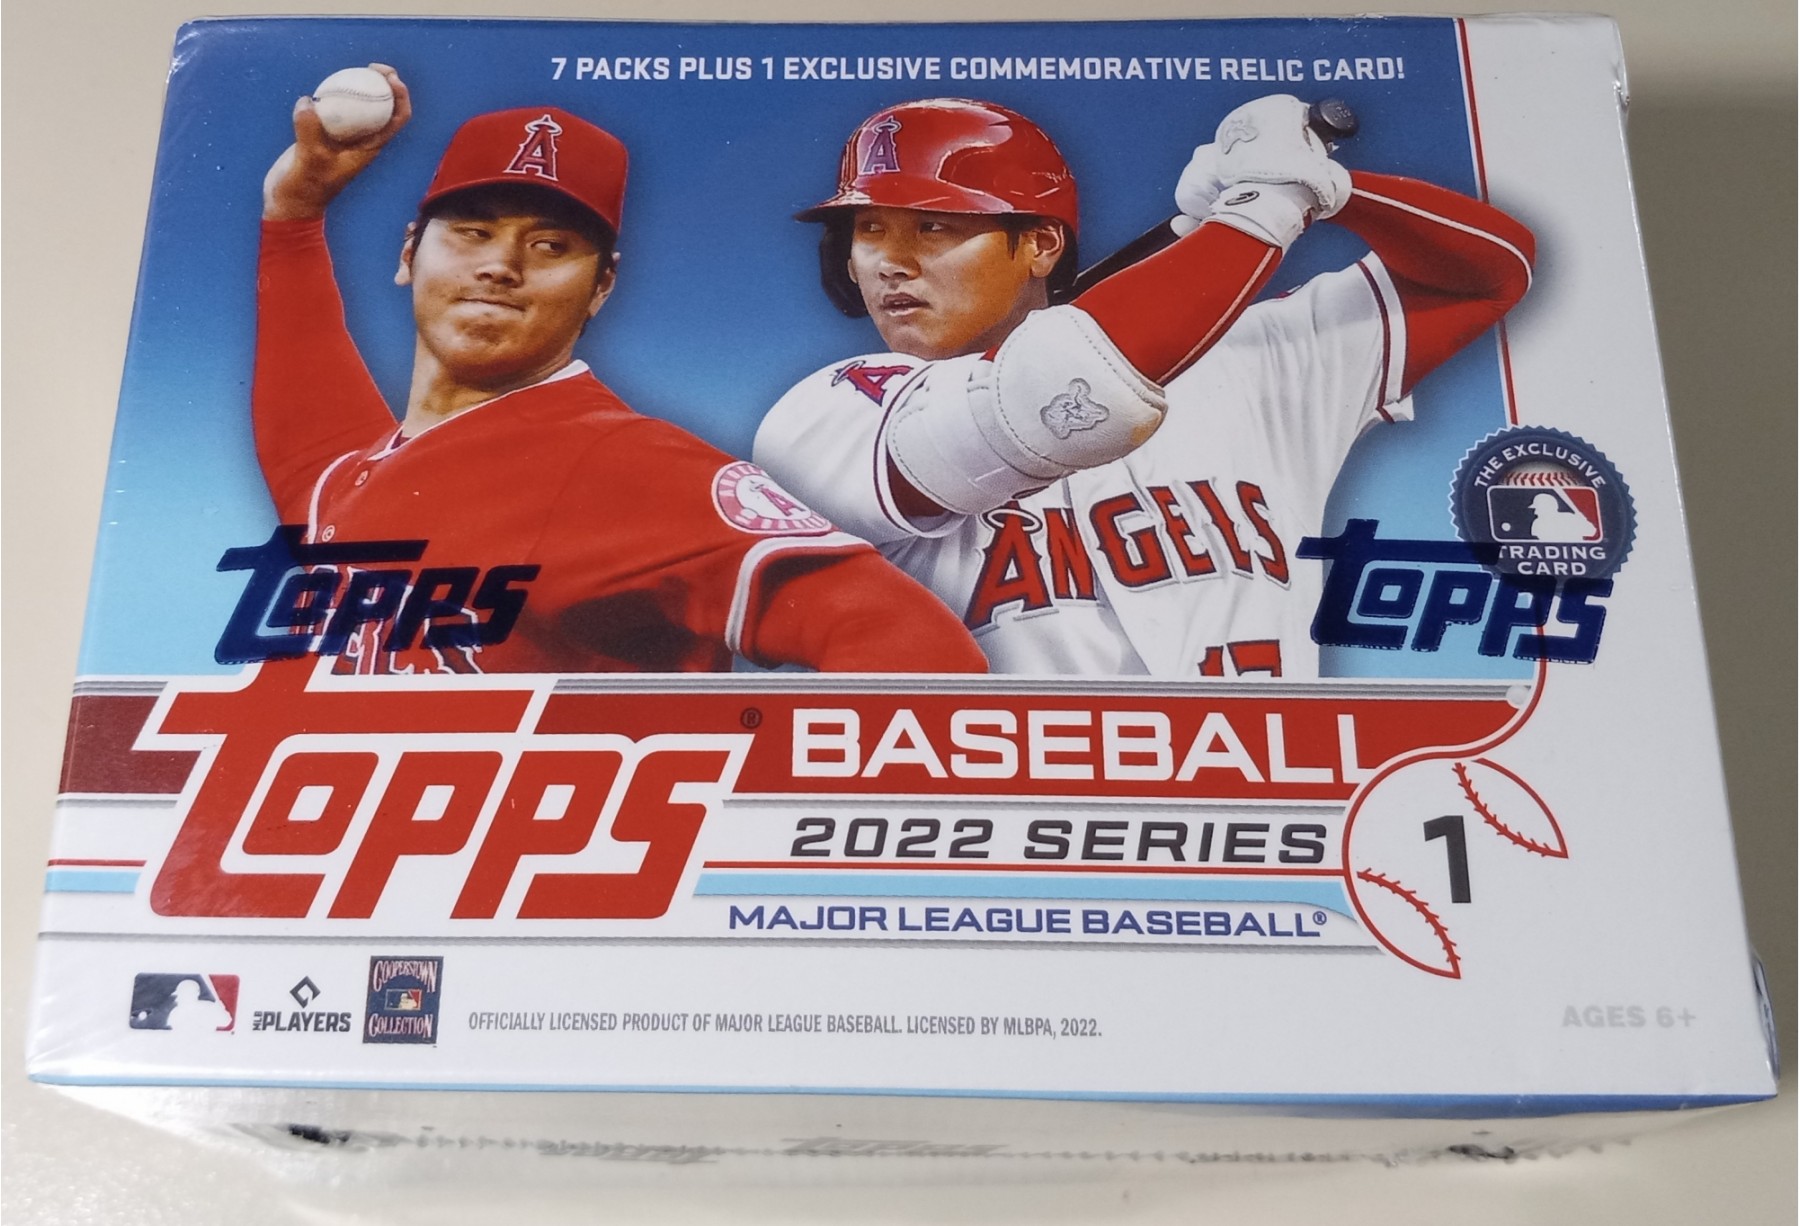 7 PACKS PLUS 1 EXCLUSIVE COMMEMORATIVE RELIC CARD!
A
A
A
A
ANGELS
17
THE EXCLUSIVE
TRADING
CARD
TOPPS
TOPPS
TOPPS® BASEBALL
2022 SERIES 1
MAJOR LEAGUE BASEBALL®
MLB PLAYERS
COOPERSTOWN
COLLECTION
OFFICIALLY LICENSED PRODUCT OF MAJOR LEAGUE BASEBALL. LICENSED BY MLBPA, 2022.
AGES 6+